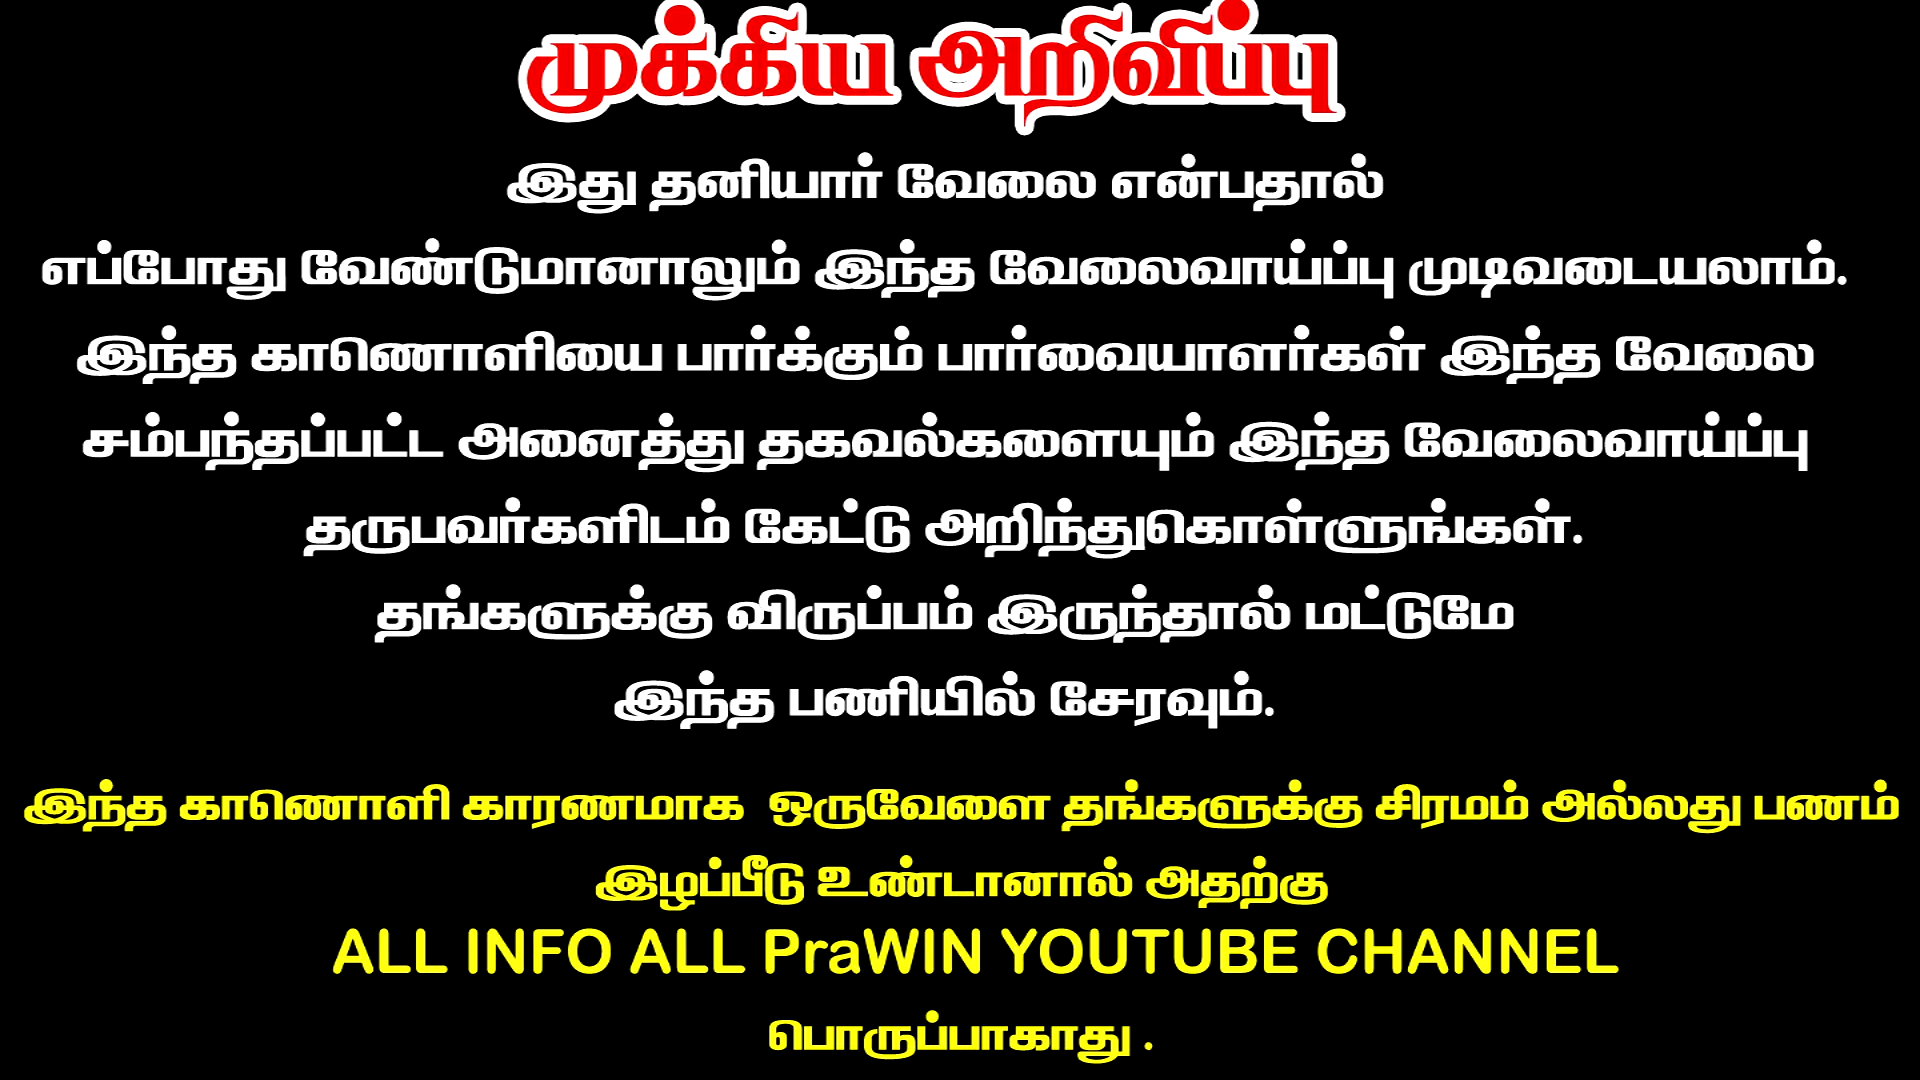 முக்கிய அறிவிப்பு
இது தனியார் வேலை என்பதால்
எப்போது வேண்டுமானாலும் இந்த வேலைவாய்ப்பு முடிவடையலாம்.
இந்த காணொளியை பார்க்கும் பார்வையாளர்கள் இந்த வேலை
சம்பந்தப்பட்ட அனைத்து தகவல்களையும் இந்த வேலைவாய்ப்பு
தருபவர்களிடம் கேட்டு அறிந்துகொள்ளுங்கள்.
தங்களுக்கு விருப்பம் இருந்தால் மட்டுமே
இந்த பணியில் சேரவும்.
இந்த காணொளி காரணமாக ஒருவேளை தங்களுக்கு சிரமம் அல்லது பணம்
இழப்பீடு உண்டானால் அதற்கு
ALL INFO ALL PraWIN YOUTUBE CHANNEL
பொருப்பாகாது .